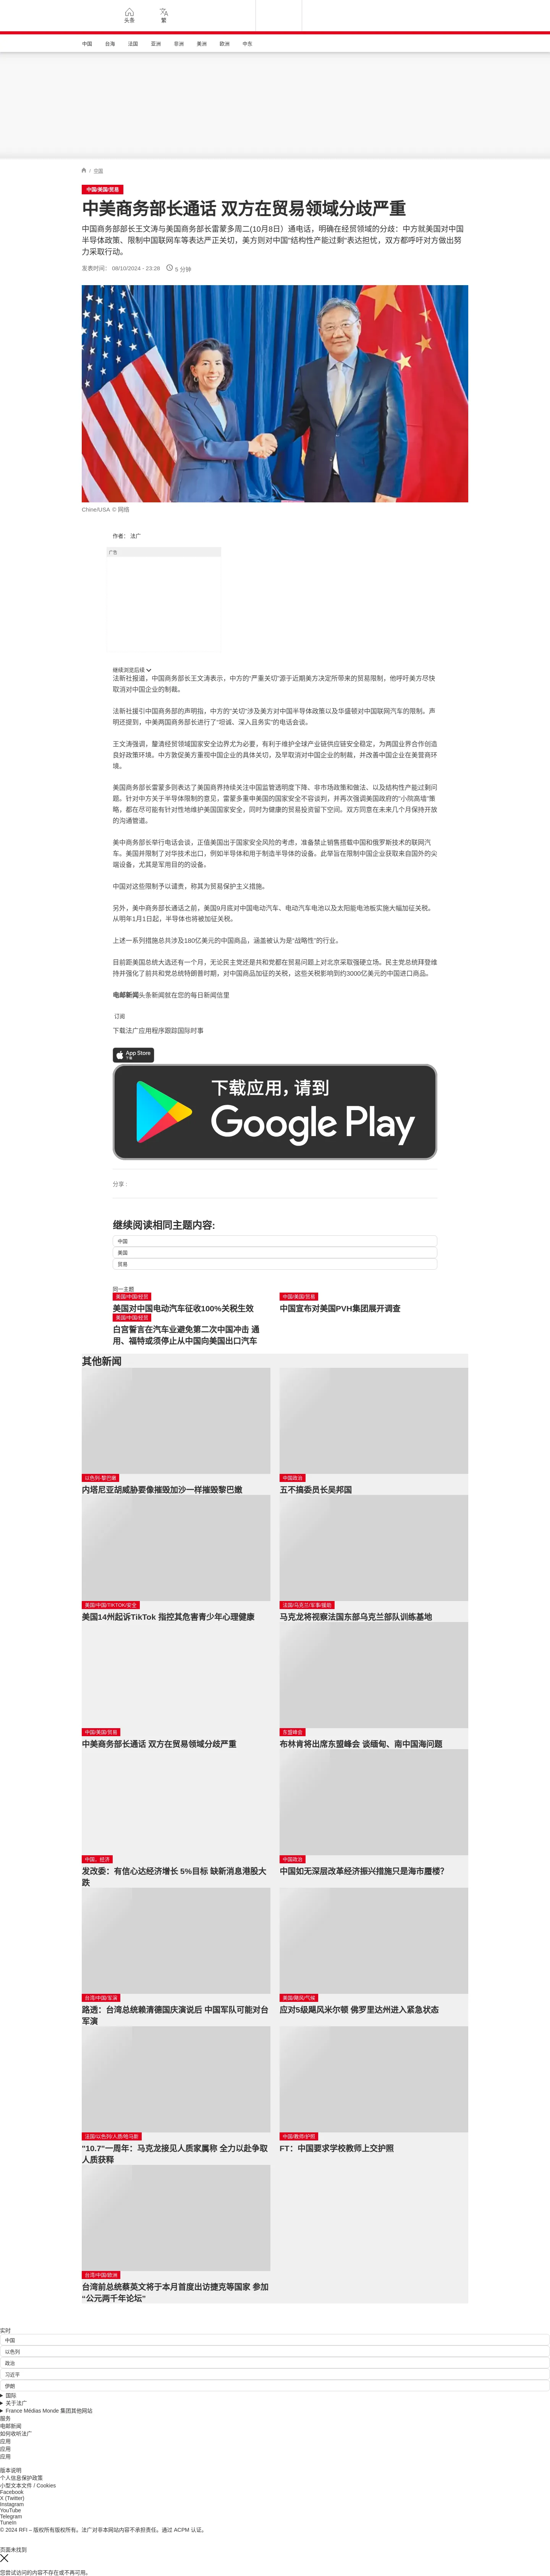 头条
繁
中国
台海
法国
亚洲
非洲
美洲
欧洲
中东
/ 中国
中国/美国/贸易
中美商务部长通话 双方在贸易领域分歧严重
中国商务部部长王文涛与美国商务部长雷蒙多周二(10月8日）通电话，明确在经贸领域的分歧：中方就美国对中国
半导体政策、限制中国联网车等表达严正关切，美方则对中国“结构性产能过剩”表达担忧，双方都呼吁对方做出努
力采取行动。
发表时间： 08/10/2024 - 23:28
5 分钟
Chine/USA © 网络
作者： 法广
广告
继续浏览后续
法新社报道，中国商务部长王文涛表示，中方的“严重关切”源于近期美方决定所带来的贸易限制，他呼吁美方尽快
取消对中国企业的制裁。
法新社援引中国商务部的声明指，中方的“关切”涉及美方对中国半导体政策以及华盛顿对中国联网汽车的限制。声
明还提到，中美两国商务部长进行了“坦诚、深入且务实”的电话会谈。
王文涛强调，釐清经贸领域国家安全边界尤为必要，有利于维护全球产业链供应链安全稳定，为两国业界合作创造
良好政策环境。中方敦促美方重视中国企业的具体关切，及早取消对中国企业的制裁，并改善中国企业在美营商环
境。
美国商务部长雷蒙多则表达了美国商界持续关注中国监管透明度下降、非市场政策和做法、以及结构性产能过剩问
题。针对中方关于半导体限制的意见，雷蒙多重申美国的国家安全不容谈判，并再次强调美国政府的“小院高墙”策
略，都在尽可能有针对性地维护美国国家安全，同时为健康的贸易投资留下空间。双方同意在未来几个月保持开放
的沟通管道。
美中商务部长举行电话会谈，正值美国出于国家安全风险的考虑，准备禁止销售搭载中国和俄罗斯技术的联网汽
车。美国并限制了对华技术出口，例如半导体和用于制造半导体的设备。此举旨在限制中国企业获取来自国外的尖
端设备，尤其是军用目的的设备。
中国对这些限制予以谴责，称其为贸易保护主义措施。
另外，美中商务部长通话之前，美国9月底对中国电动汽车、电动汽车电池以及太阳能电池板实施大幅加征关税。
从明年1月1日起，半导体也将被加征关税。
上述一系列措施总共涉及180亿美元的中国商品，涵盖被认为是“战略性”的行业。
目前距美国总统大选还有一个月，无论民主党还是共和党都在贸易问题上对北京采取强硬立场。民主党总统拜登维
持并强化了前共和党总统特朗普时期，对中国商品加征的关税，这些关税影响到约3000亿美元的中国进口商品。
电邮新闻头条新闻就在您的每日新闻信里
订阅
下载法广应用程序跟踪国际时事
App Store
下载
下载应用，请到
Google Play
分享 :
继续阅读相同主题内容:
中国
美国
贸易
同一主题
美国/中国/经贸
美国对中国电动汽车征收100%关税生效
中国/美国/贸易
中国宣布对美国PVH集团展开调查
美国/中国/经贸
白宫誓言在汽车业避免第二次中国冲击 通
用、福特或须停止从中国向美国出口汽车
其他新闻
以色列-黎巴嫩
内塔尼亚胡威胁要像摧毁加沙一样摧毁黎巴嫩
中国政治
五不搞委员长吴邦国
美国/中国/TIKTOK/安全
美国14州起诉TikTok 指控其危害青少年心理健康
法国/乌克兰/军事/援助
马克龙将视察法国东部乌克兰部队训练基地
中国/美国/贸易
中美商务部长通话 双方在贸易领域分歧严重
东盟峰会
布林肯将出席东盟峰会 谈缅甸、南中国海问题
中国，经济
发改委：有信心达经济增长 5%目标 缺新消息港股大
跌
中国政治
中国如无深层改革经济振兴措施只是海市蜃楼？
台湾/中国/军演
路透：台湾总统赖清德国庆演说后 中国军队可能对台
军演
美国/飓风/气候
应对5级飓风米尔顿 佛罗里达州进入紧急状态
法国/以色列/人质/哈马斯
"10.7"一周年：马克龙接见人质家属称 全力以赴争取
人质获释
中国/教师/护照
FT：中国要求学校教师上交护照
台湾/中国/欧洲
台湾前总统蔡英文将于本月首度出访捷克等国家 参加
“公元两千年论坛”
实时
中国
以色列
政治
习近平
伊朗
国际
关于法广
France Médias Monde 集团其他网站
服务
电邮新闻
如何收听法广
应用
应用
应用
版本说明
个人信息保护政策
小型文本文件 / Cookies
Facebook
X (Twitter)
Instagram
YouTube
Telegram
TuneIn
© 2024 RFI – 版权所有版权所有。法广对非本网站内容不承担责任。通过 ACPM 认证。
页面未找到
您尝试访问的内容不存在或不再可用。